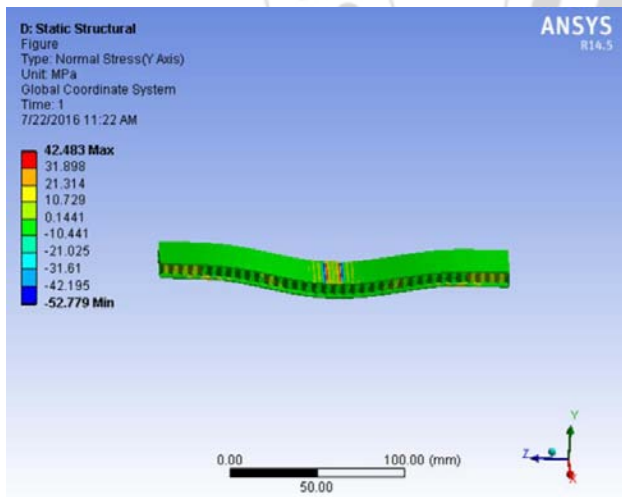 D: Static Structural
Figure
Type: Normal Stress(Y Axis)
Unit: MPa
Global Coordinate System
Time: 1
7/22/2016 11:22 AM
ANSYS
R14.5
42.483 Max
31.898
21.314
10.729
0.1441
-10.441
-21.025
-31.61
-42.195
-52.779 Min
0.00 100.00 (mm)
50.00
Y
Z
X